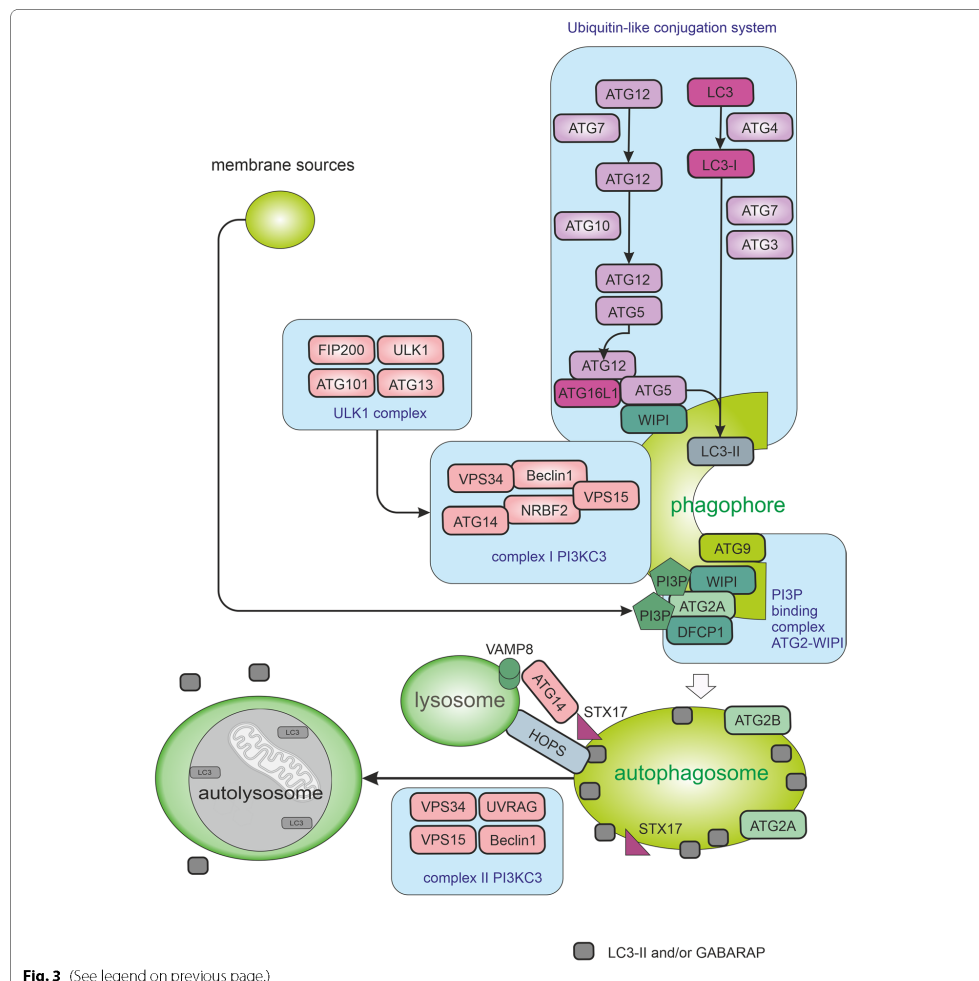 Ubiquitin-like conjugation system
ATG12
LC3
ATG7
ATG4
LC3-I
ATG12
ATG7
ATG10
ATG3
ATG12
ATG5
ATG12
ATG16L1
ATG5
WIPI
LC3-II
membrane sources
FIP200
ULK1
ATG101
ATG13
ULK1 complex
VPS34
Beclin1
VPS15
NRBF2
ATG14
complex I PI3KC3
phagophore
ATG9
PI3P
WIPI
PI3P
ATG2A
DFCP1
PI3P
binding
complex
ATG2-WIPI
VAMP8
lysosome
ATG14
STX17
HOPS
ATG2B
autophagosome
STX17
ATG2A
LC3
LC3
autolysosome
LC3
VPS34
UVRAG
VPS15
Beclin1
complex II PI3KC3
LC3-II and/or GABARAP
Fig. 3 (See legend on previous page.)